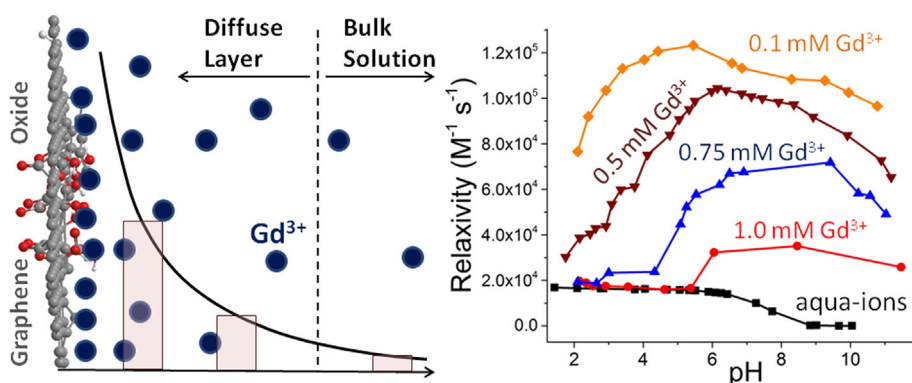 Diffuse
Layer
Bulk
Solution
Graphene Oxide
Gd³⁺
Relaxivity (M⁻¹ s⁻¹)
1.2x10⁵
1.0x10⁵
8.0x10⁴
6.0x10⁴
4.0x10⁴
2.0x10⁴
0.0
0.1 mM Gd³⁺
0.5 mM Gd³⁺
0.75 mM Gd³⁺
1.0 mM Gd³⁺
aqua-ions
2 4 6 8 10
pH